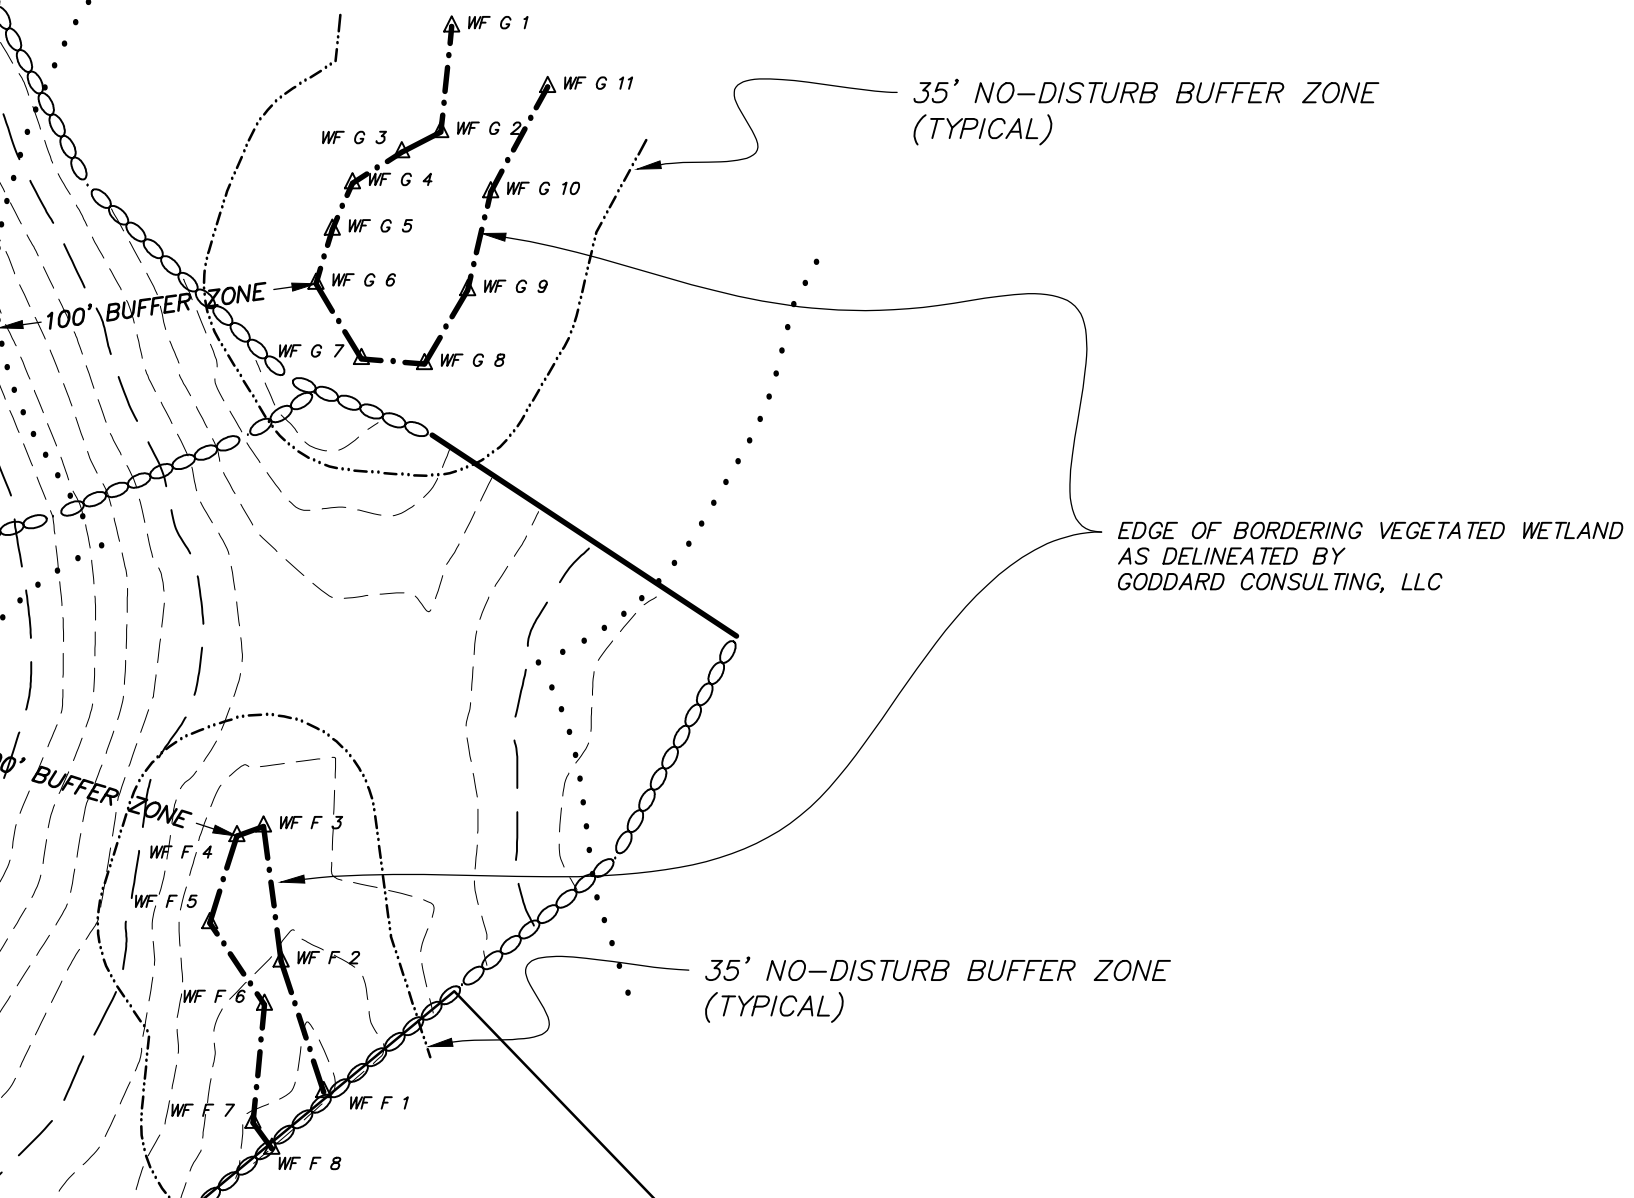 WF G 1
WF G 11
35' NO-DISTURB BUFFER ZONE
(TYPICAL)
WF G 2
WF G 3
WF G 4
WF G 10
WF G 5
WF G 6
WF G 9
100' BUFFER ZONE
WF G 7
WF G 8
EDGE OF BORDERING VEGETATED WETLAND
AS DELINEATED BY
GODDARD CONSULTING, LLC
0' BUFFER ZONE
WF F 3
WF F 4
WF F 5
WF F 2
35' NO-DISTURB BUFFER ZONE
(TYPICAL)
WF F 6
WF F 1
WF F 7
WF F 8